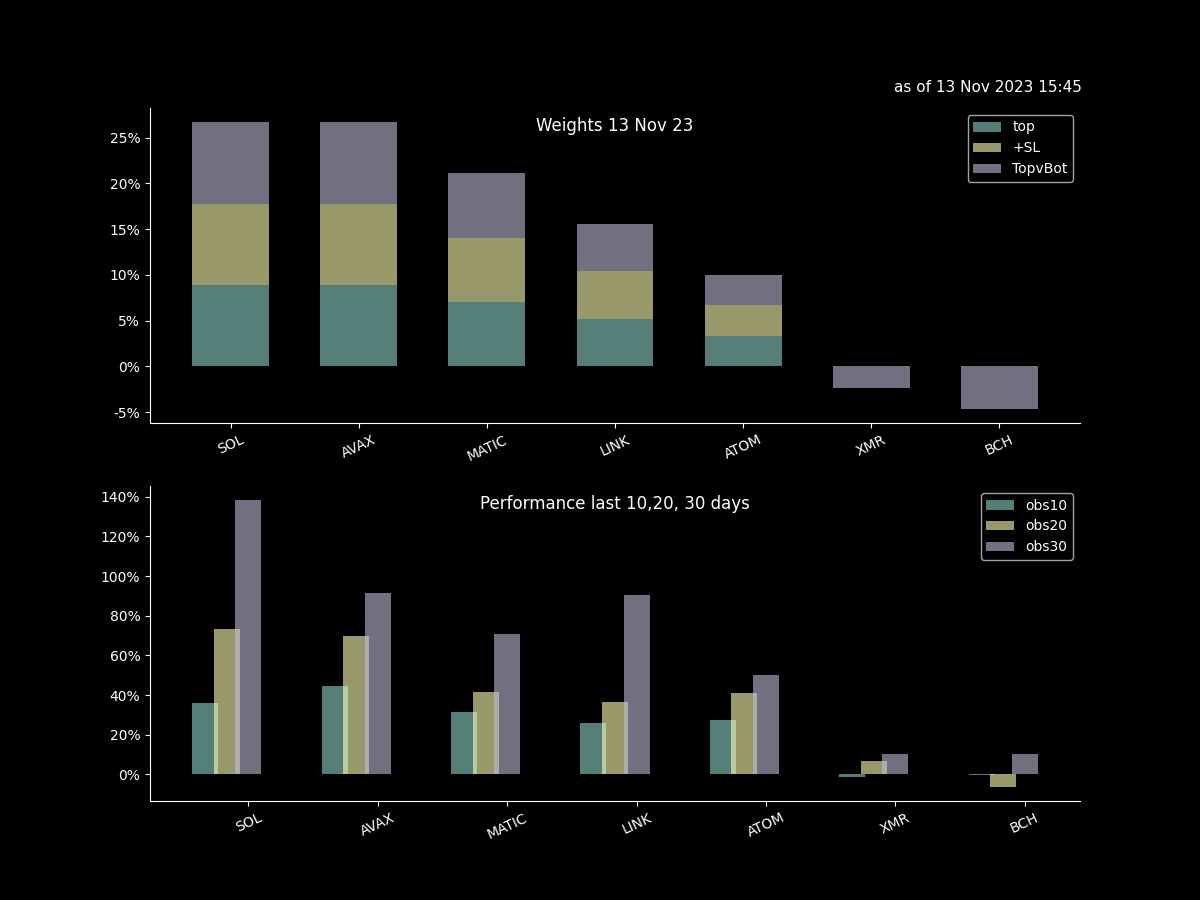 as of 13 Nov 2023 15:45
Weights 13 Nov 23
top
+SL
TopvBot
25%
20%
15%
10%
5%
0%
-5%
SOL AVAX MATIC LINK ATOM XMR BCH
Performance last 10,20, 30 days
obs10
obs20
obs30
140%
120%
100%
80%
60%
40%
20%
0%
SOL AVAX MATIC LINK ATOM XMR BCH